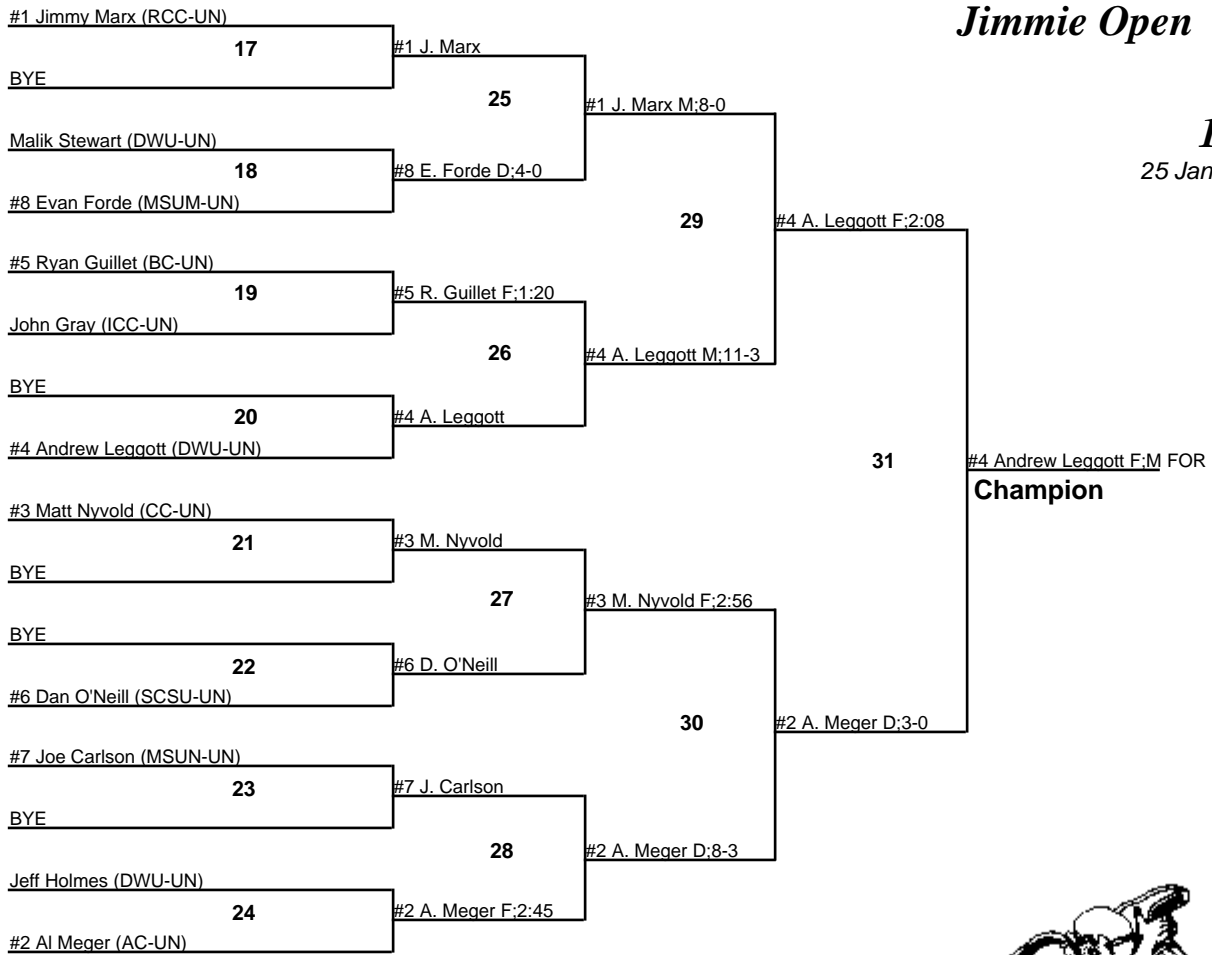 #1 Jimmy Marx (RCC-UN)
Jimmie Open
17
#1 J. Marx
BYE
25
#1 J. Marx M;8-0
Malik Stewart (DWU-UN)
18
#8 E. Forde D;4-0
25 Jan
#8 Evan Forde (MSUM-UN)
29
#4 A. Leggott F;2:08
#5 Ryan Guillet (BC-UN)
19
#5 R. Guillet F;1:20
John Gray (ICC-UN)
26
#4 A. Leggott M;11-3
BYE
20
#4 A. Leggott
#4 Andrew Leggott (DWU-UN)
31
#4 Andrew Leggott F;M FOR
Champion
#3 Matt Nyvold (CC-UN)
21
#3 M. Nyvold
BYE
27
#3 M. Nyvold F;2:56
BYE
22
#6 D. O'Neill
#6 Dan O'Neill (SCSU-UN)
30
#2 A. Meger D;3-0
#7 Joe Carlson (MSUN-UN)
23
#7 J. Carlson
BYE
28
#2 A. Meger D;8-3
Jeff Holmes (DWU-UN)
24
#2 A. Meger F;2:45
#2 Al Meger (AC-UN)